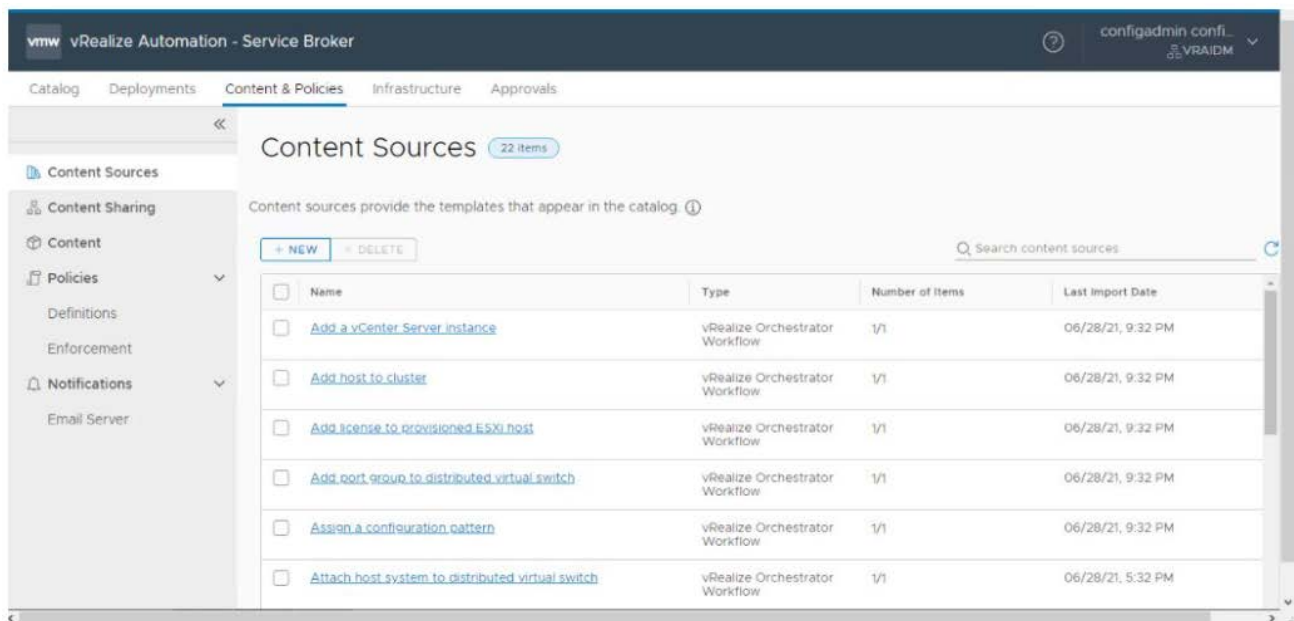 vmw vRealize Automation - Service Broker
configadmin confi...
VRAIDM
Catalog Deployments Content & Policies Infrastructure Approvals
Content Sources 22 items
Content Sources
Content Sharing
Content
Policies
Definitions
Enforcement
Notifications
Email Server
Content sources provide the templates that appear in the catalog.
+ NEW × DELETE Search content sources
Name Type Number of Items Last Import Date
Add a vCenter Server instance vRealize Orchestrator 1/1 06/28/21, 9:32 PM
Workflow
Add host to cluster vRealize Orchestrator 1/1 06/28/21, 9:32 PM
Workflow
Add license to provisioned ESXi host vRealize Orchestrator 1/1 06/28/21, 9:32 PM
Workflow
Add port group to distributed virtual switch vRealize Orchestrator 1/1 06/28/21, 9:32 PM
Workflow
Assign a configuration pattern vRealize Orchestrator 1/1 06/28/21, 9:32 PM
Workflow
Attach host system to distributed virtual switch vRealize Orchestrator 1/1 06/28/21, 5:32 PM
Workflow